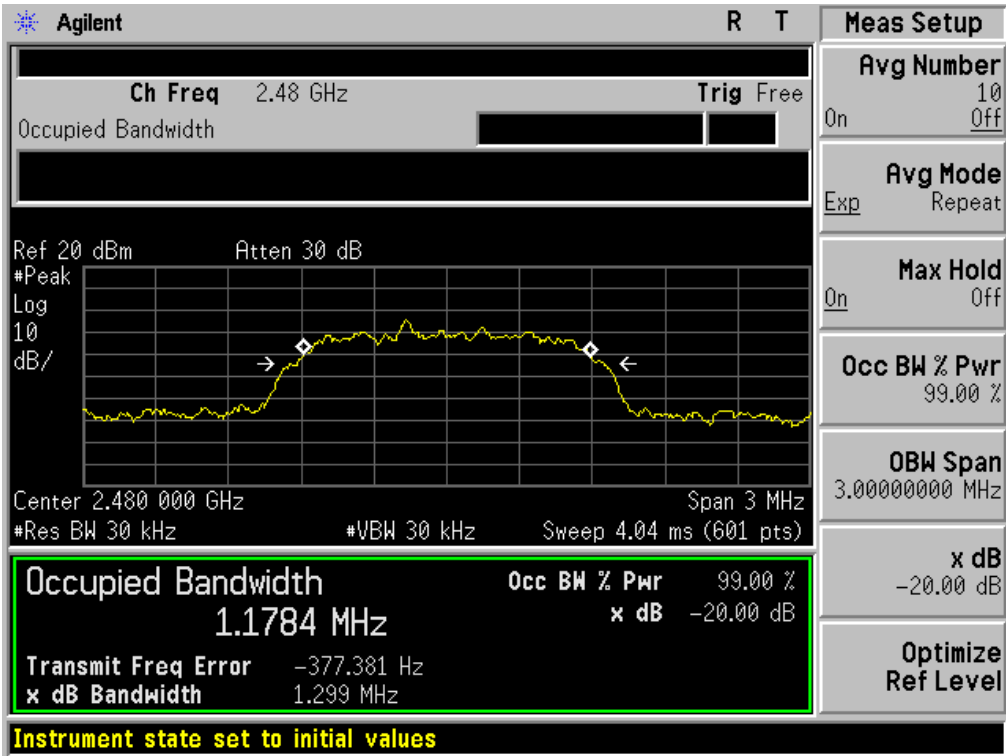 Agilent R T
Ch Freq 2.48 GHz Trig Free
Occupied Bandwidth
Ref 20 dBm Atten 30 dB
#Peak
Log
10
dB/
Center 2.480 000 GHz Span 3 MHz
#Res BW 30 kHz #VBW 30 kHz Sweep 4.04 ms (601 pts)
Occupied Bandwidth Occ BW % Pwr 99.00 %
1.1784 MHz x dB -20.00 dB
Transmit Freq Error -377.381 Hz
x dB Bandwidth 1.299 MHz
Instrument state set to initial values
Meas Setup
Avg Number
10
On Off
Avg Mode
Exp Repeat
Max Hold
On Off
Occ BW % Pwr
99.00 %
OBW Span
3.00000000 MHz
x dB
-20.00 dB
Optimize
Ref Level